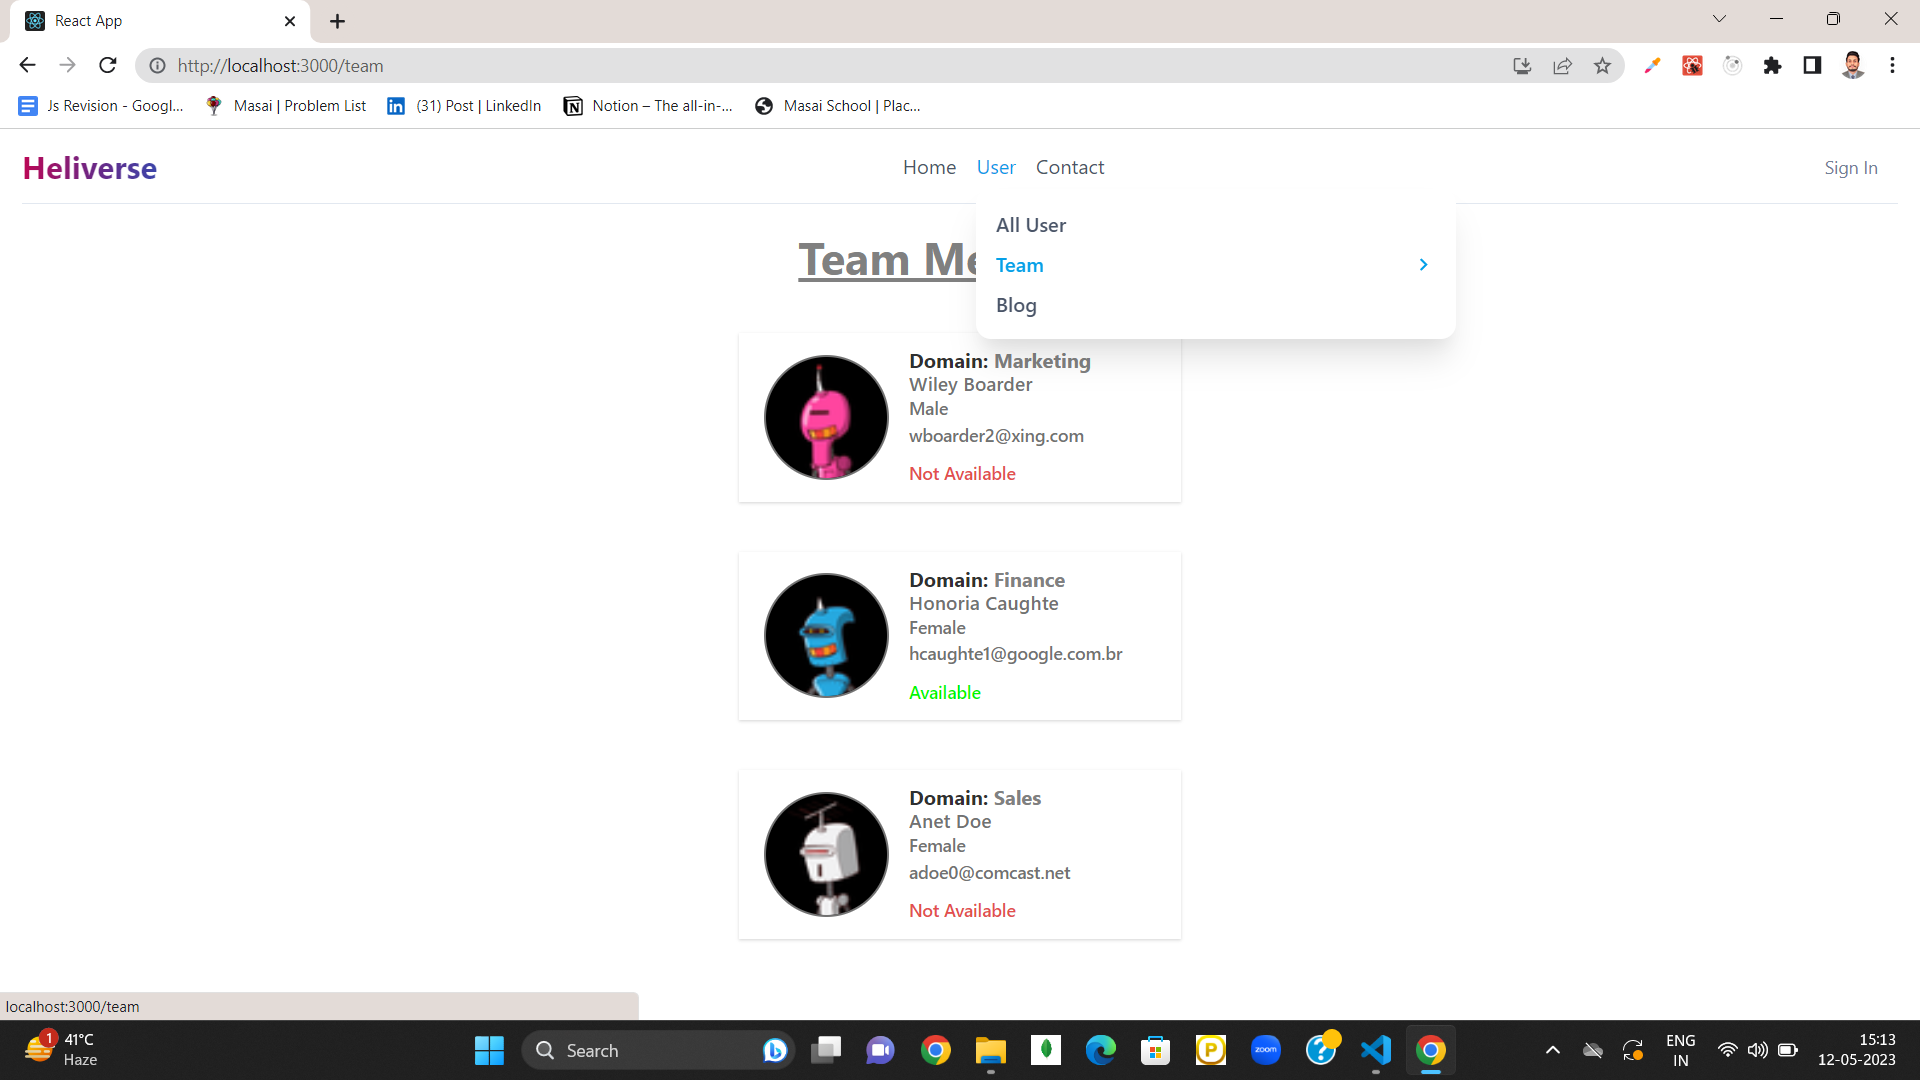 React App
http://localhost:3000/team
Js Revision - Googl...
Masai | Problem List
(31) Post | LinkedIn
Notion – The all-in-...
Masai School | Plac...
Heliverse
Home User Contact
Sign In
All User
Team
Blog
Team Me
Domain: Marketing
Wiley Boarder
Male
wboarder2@xing.com
Not Available
Domain: Finance
Honoria Caughte
Female
hcaughte1@google.com.br
Available
Domain: Sales
Anet Doe
Female
adoe0@comcast.net
Not Available
localhost:3000/team
1
41°C
Haze
Search
zoom
ENG
IN
15:13
12-05-2023